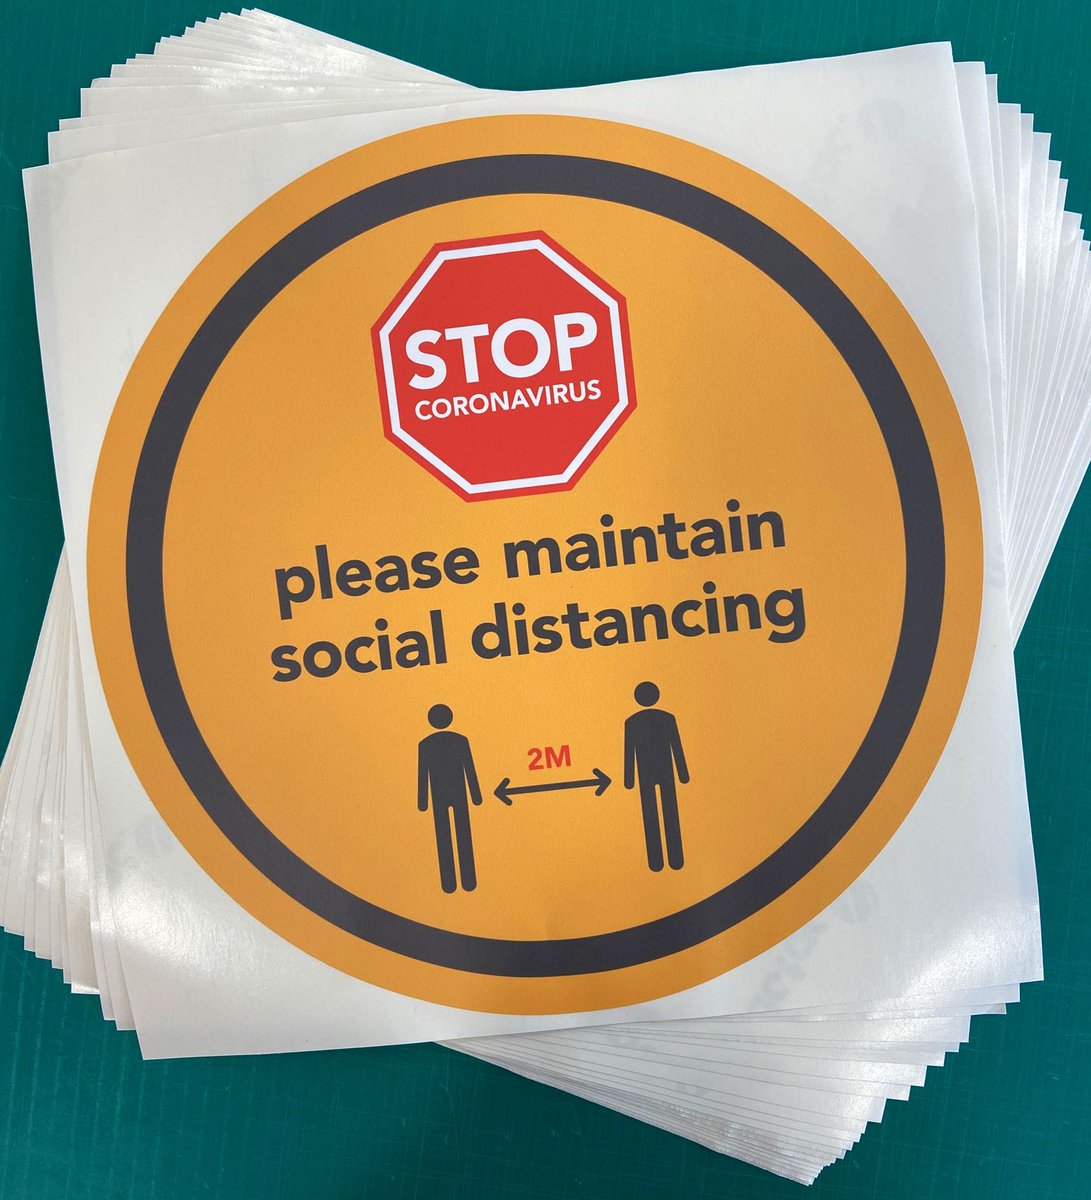 STOP
CORONAVIRUS
please maintain
social distancing
2M